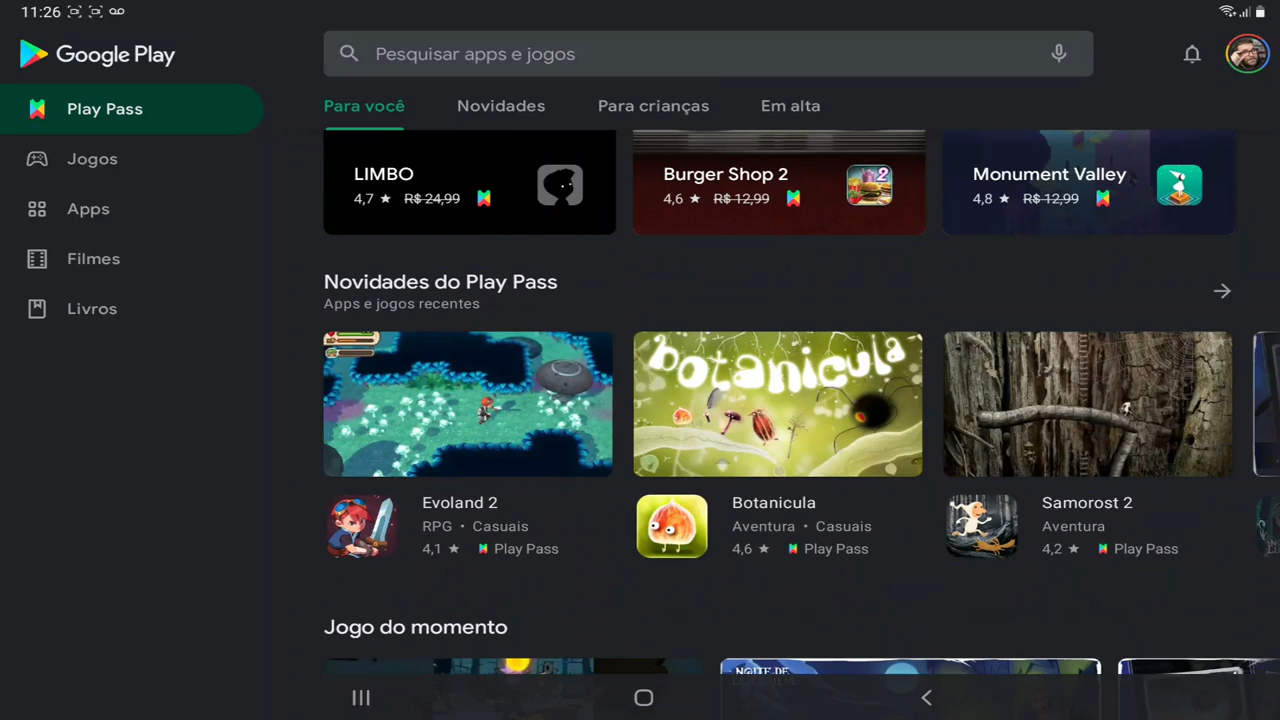 11:26
Google Play
Pesquisar apps e jogos
Play Pass
Jogos
Apps
Filmes
Livros
Para você Novidades Para crianças Em alta
LIMBO
4,7 ★ R$ 24,99
Burger Shop 2
4,6 ★ R$ 12,99
2
Monument Valley
4,8 ★ R$ 12,99
Novidades do Play Pass
Apps e jogos recentes
botanicula
Evoland 2
RPG • Casuais
4,1 ★ Play Pass
Botanicula
Aventura • Casuais
4,6 ★ Play Pass
Samorost 2
Aventura
4,2 ★ Play Pass
Jogo do momento
NOITE DE